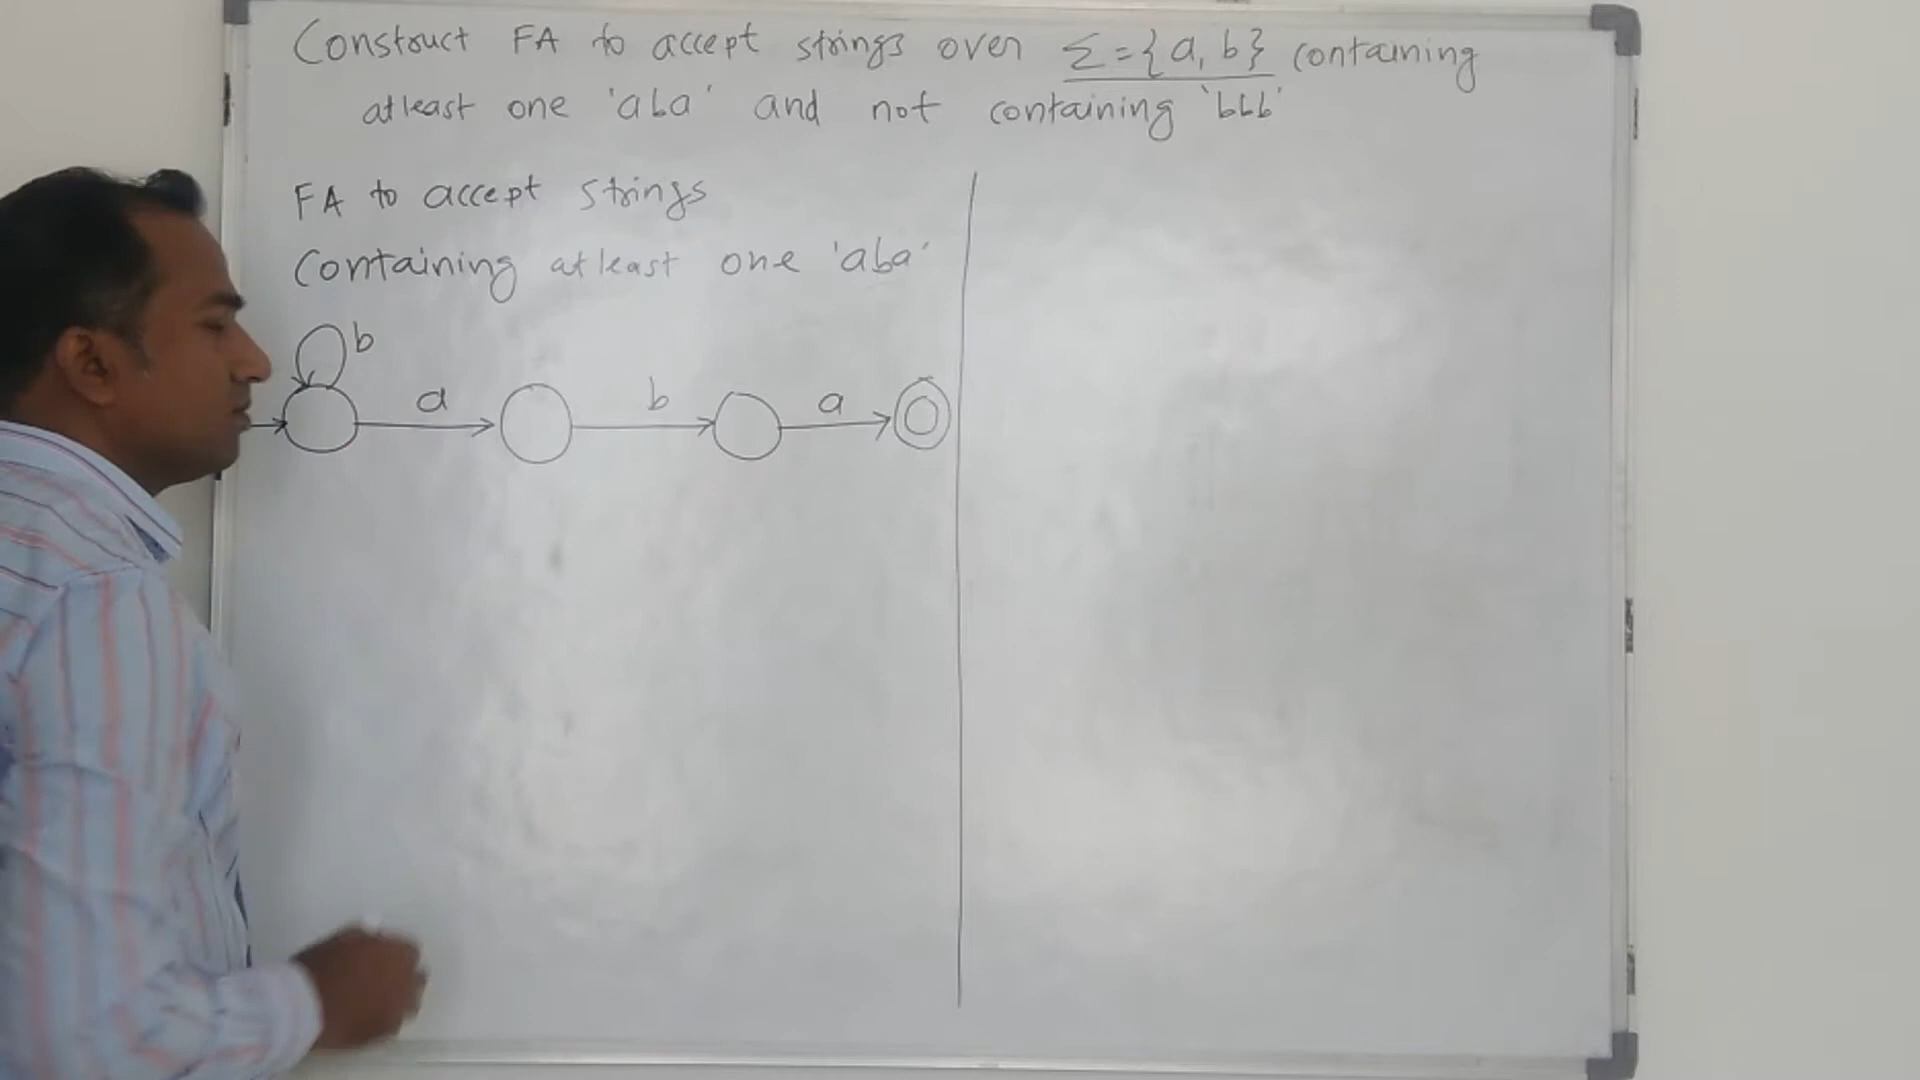 Construct FA to accept strings over Σ={a, b} containing
atleast one 'aba' and not containing 'bbb'
FA to accept strings
Containing atleast one 'aba'
b
a b a